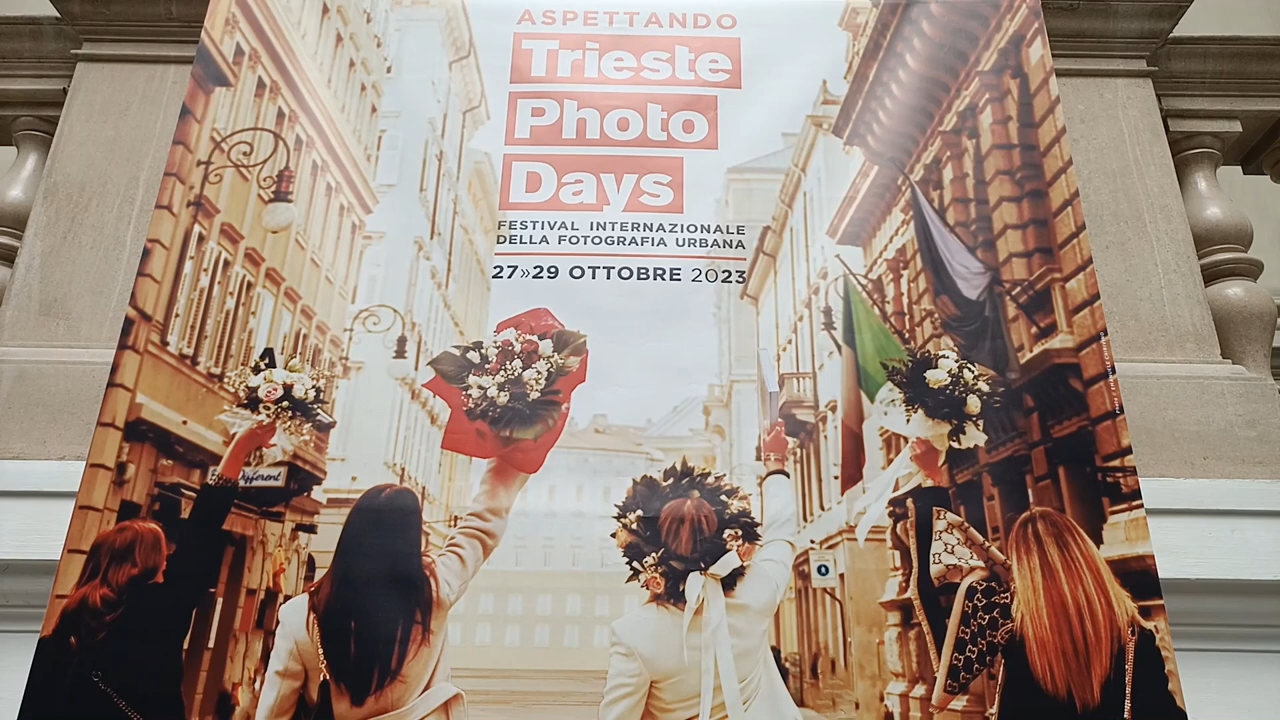 ASPETTANDO
Trieste
Photo
Days
FESTIVAL INTERNAZIONALE
DELLA FOTOGRAFIA URBANA
27»29 OTTOBRE 2023
Different